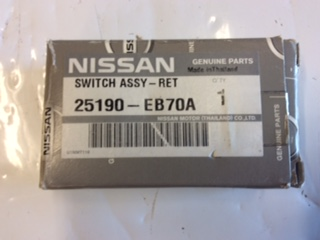 NISSAN
GENUINE PARTS
Made in Thailand
SWITCH ASSY-RET
25190-EB70A 1
NISSAN MOTOR (THAILAND) CO.,LTD.